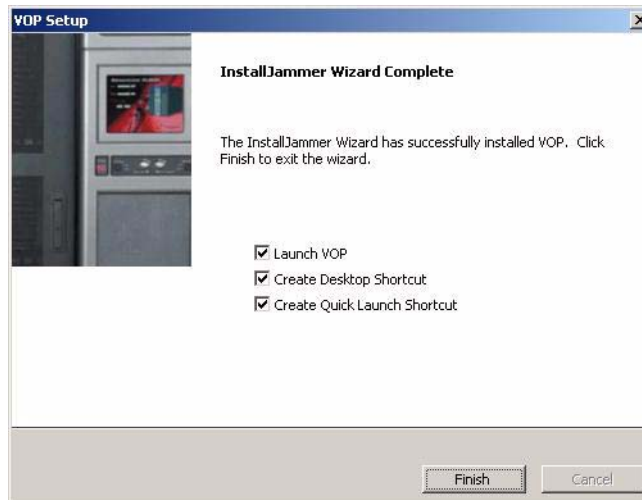 VOP Setup
InstallJammer Wizard Complete
The InstallJammer Wizard has successfully installed VOP. Click
Finish to exit the wizard.
Launch VOP
Create Desktop Shortcut
Create Quick Launch Shortcut
Finish
Cancel